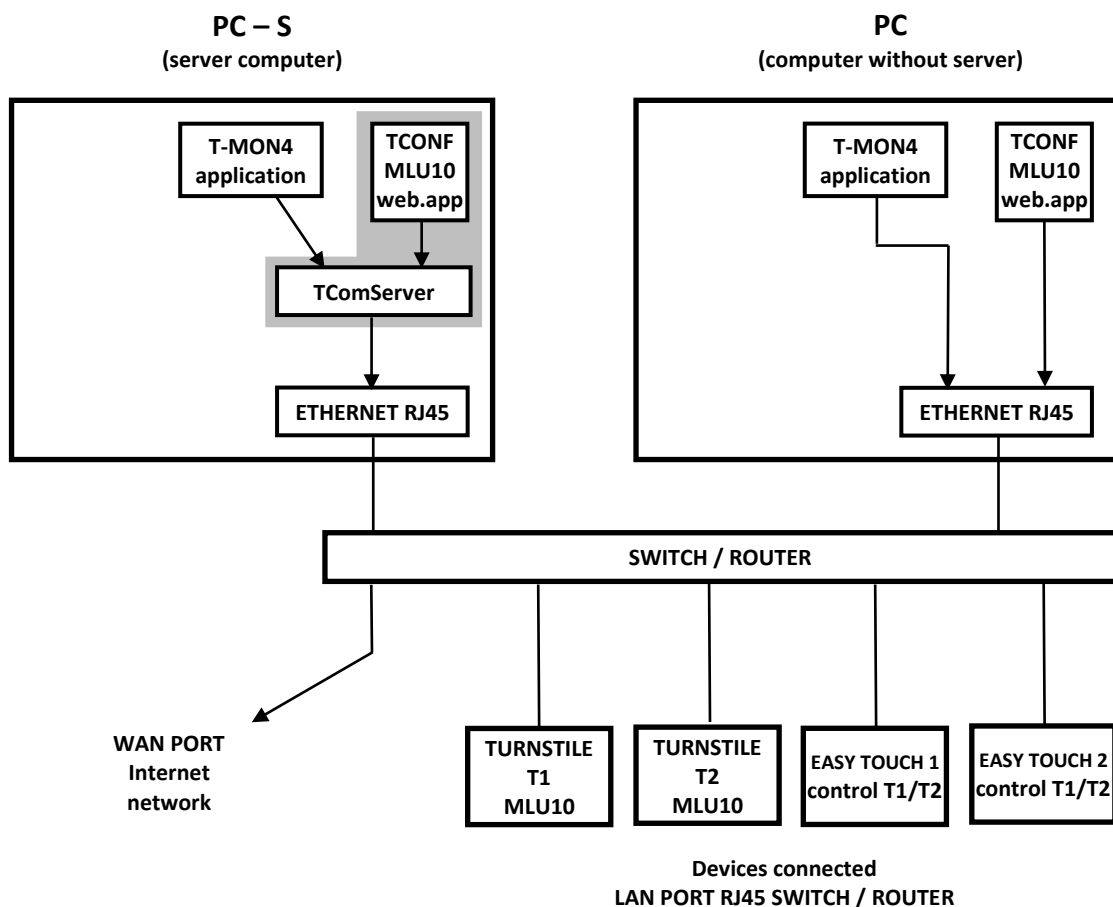 PC – S
(server computer)
PC
(computer without server)
T-MON4
application
TCONF
MLU10
web.app
TComServer
ETHERNET RJ45
T-MON4
application
TCONF
MLU10
web.app
ETHERNET RJ45
SWITCH / ROUTER
WAN PORT
Internet
network
TURNSTILE
T1
MLU10
TURNSTILE
T2
MLU10
EASY TOUCH 1
control T1/T2
EASY TOUCH 2
control T1/T2
Devices connected
LAN PORT RJ45 SWITCH / ROUTER